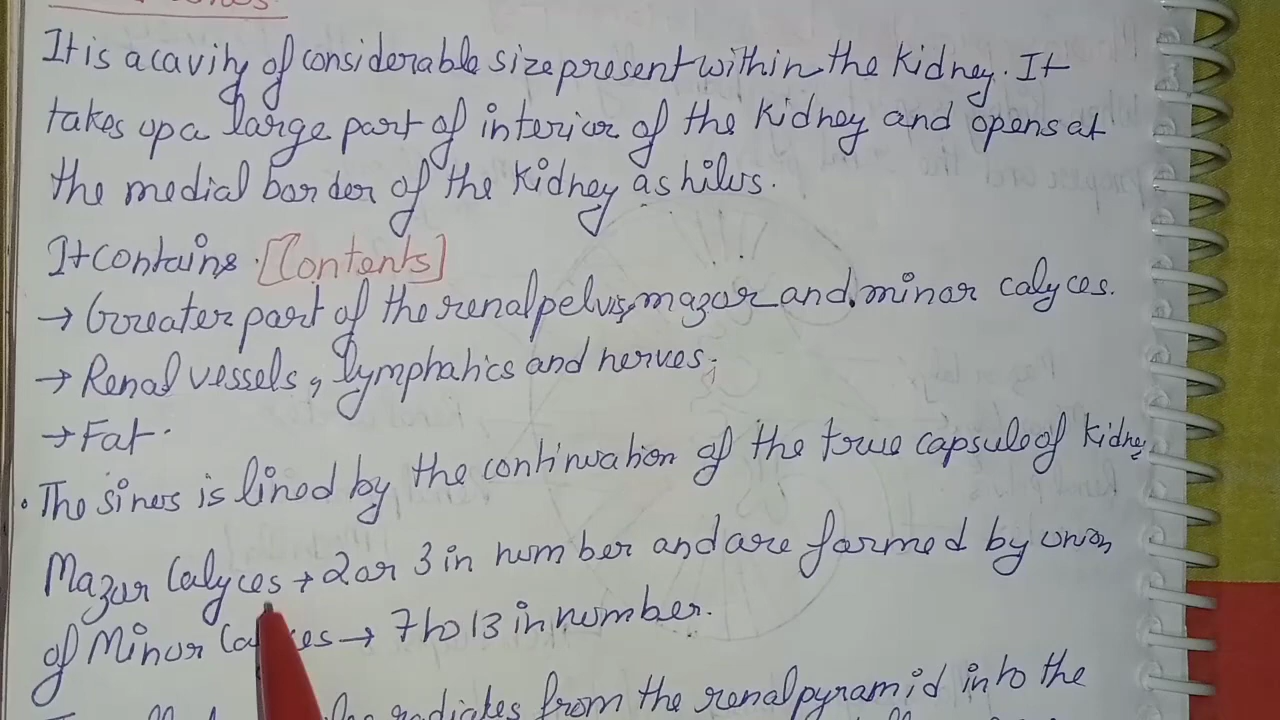 It is a cavity of considerable size present within the kidney. It
takes up a large part of interior of the kidney and opens at
the medial border of the kidney as hilus.
It contains. [Contents]
→ Greater part of the renal pelvis, mazor and minor calyces.
→ Renal vessels, lymphatics and nerves;
→ Fat.
• The sinus is lined by the continuation of the true capsule of kidney
Mazor Calyces → 2 or 3 in number and are formed by union
of Minor → 7 to 13 in number.
radiates from the renal pyramid into the